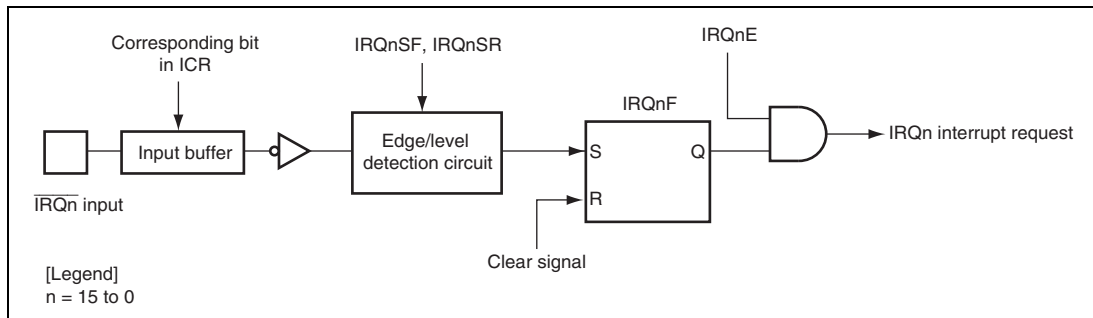 Corresponding bit
in ICR
IRQnSF, IRQnSR
IRQnE
IRQnF
Input buffer
Edge/level
detection circuit
S
Q
R
IRQn interrupt request
I̅R̅Q̅n̅ input
Clear signal
[Legend]
n = 15 to 0